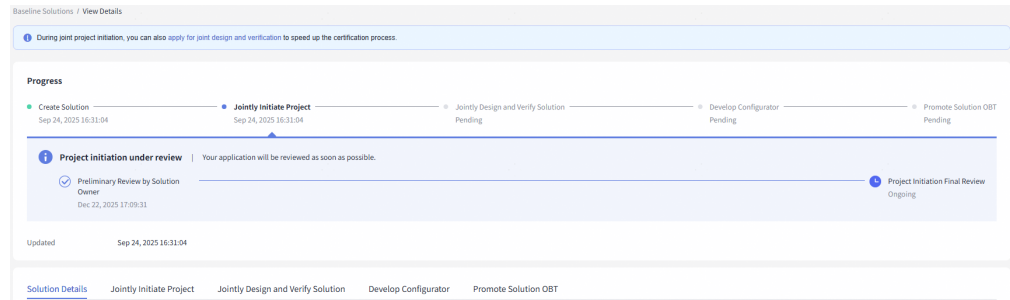 Baseline Solutions / View Details
During joint project initiation, you can also apply for joint design and verification to speed up the certification process.
Progress
Create Solution
Sep 24, 2025 16:31:04
Jointly Initiate Project
Sep 24, 2025 16:31:04
Jointly Design and Verify Solution
Pending
Develop Configurator
Pending
Promote Solution OBT
Pending
Project initiation under review | Your application will be reviewed as soon as possible.
Preliminary Review by Solution
Owner
Dec 22, 2025 17:09:31
Project Initiation Final Review
Ongoing
Updated Sep 24, 2025 16:31:04
Solution Details Jointly Initiate Project Jointly Design and Verify Solution Develop Configurator Promote Solution OBT